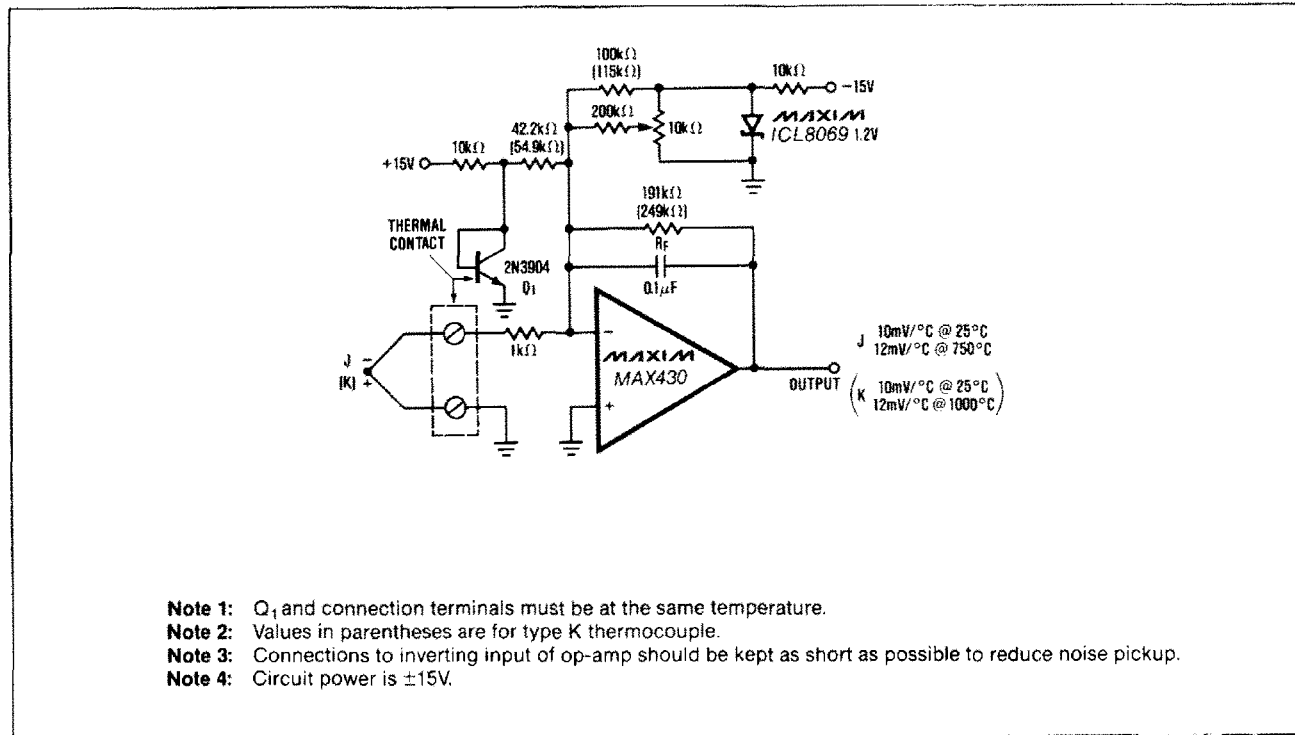 100kΩ
(115kΩ)
10kΩ
−15V
200kΩ
10kΩ
MAXIM
ICL8069 1.2V
42.2kΩ
(54.9kΩ)
+15V
10kΩ
191kΩ
(249kΩ)
RF
0.1μF
THERMAL
CONTACT
2N3904
Q1
1kΩ
J −
(K) +
−
+
MAXIM
MAX430
OUTPUT
J 10mV/°C @ 25°C
12mV/°C @ 750°C
(K 10mV/°C @ 25°C
12mV/°C @ 1000°C)
Note 1: Q1 and connection terminals must be at the same temperature.
Note 2: Values in parentheses are for type K thermocouple.
Note 3: Connections to inverting input of op-amp should be kept as short as possible to reduce noise pickup.
Note 4: Circuit power is ±15V.